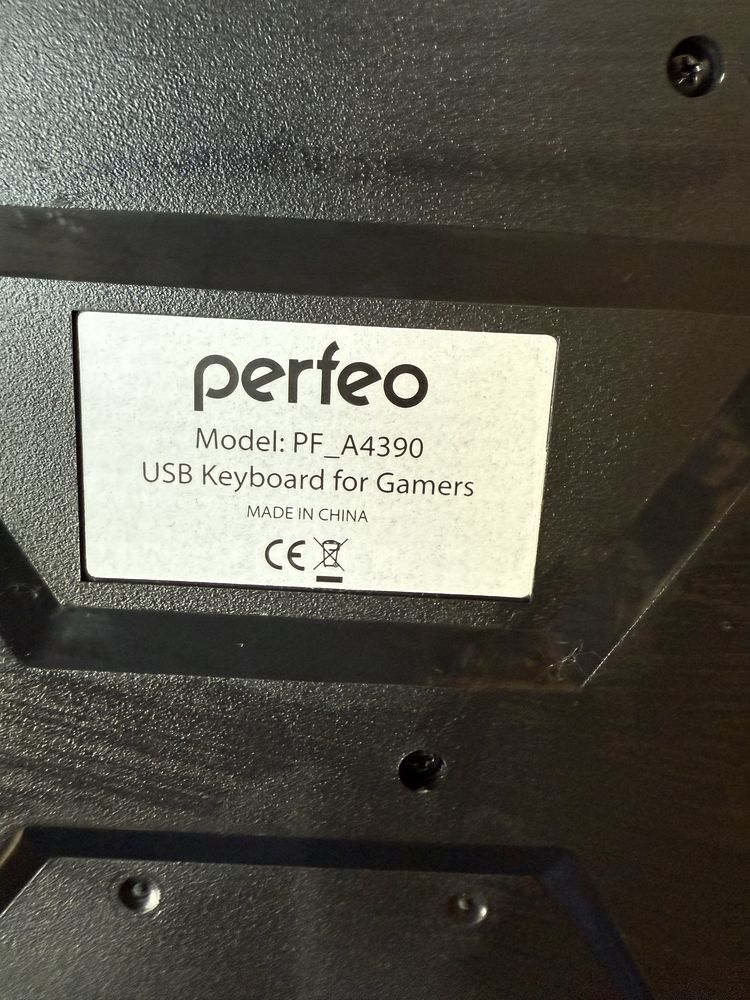 perfeo
Model: PF_A4390
USB Keyboard for Gamers
MADE IN CHINA
CE